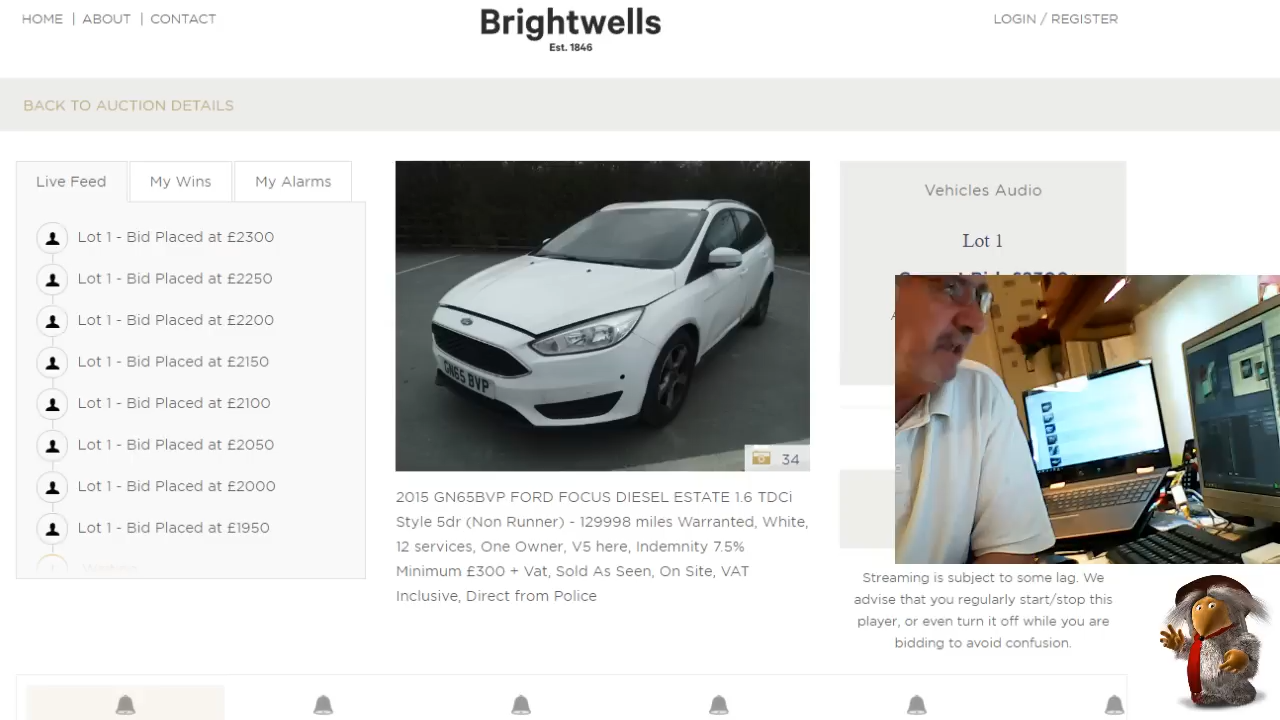 HOME | ABOUT | CONTACT
Brightwells
Est. 1846
LOGIN / REGISTER
BACK TO AUCTION DETAILS
Live Feed
My Wins
My Alarms
Lot 1 - Bid Placed at £2300
Lot 1 - Bid Placed at £2250
Lot 1 - Bid Placed at £2200
Lot 1 - Bid Placed at £2150
Lot 1 - Bid Placed at £2100
Lot 1 - Bid Placed at £2050
Lot 1 - Bid Placed at £2000
Lot 1 - Bid Placed at £1950
GN65 BVP
34
2015 GN65BVP FORD FOCUS DIESEL ESTATE 1.6 TDCi
Style 5dr (Non Runner) - 129998 miles Warranted, White,
12 services, One Owner, V5 here, Indemnity 7.5%
Minimum £300 + Vat, Sold As Seen, On Site, VAT
Inclusive, Direct from Police
Vehicles Audio
Lot 1
Streaming is subject to some lag. We
advise that you regularly start/stop this
player, or even turn it off while you are
bidding to avoid confusion.